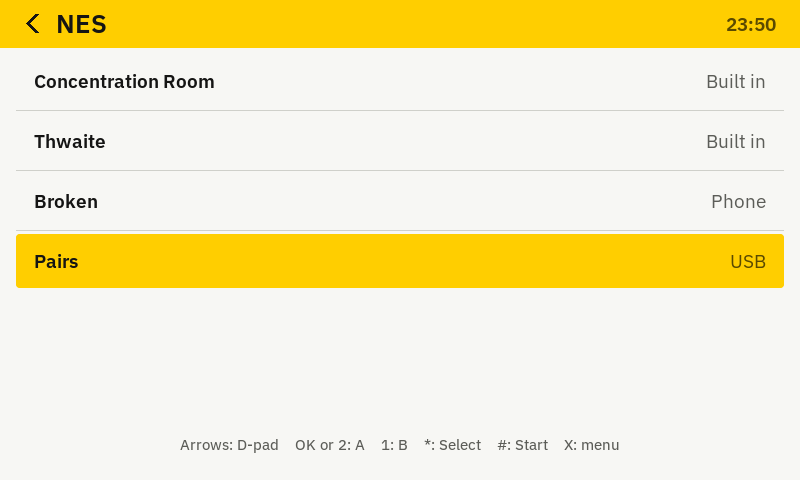 NES 23:50
Concentration Room Built in
Thwaite Built in
Broken Phone
Pairs USB
Arrows: D-pad OK or 2: A 1: B *: Select #: Start X: menu